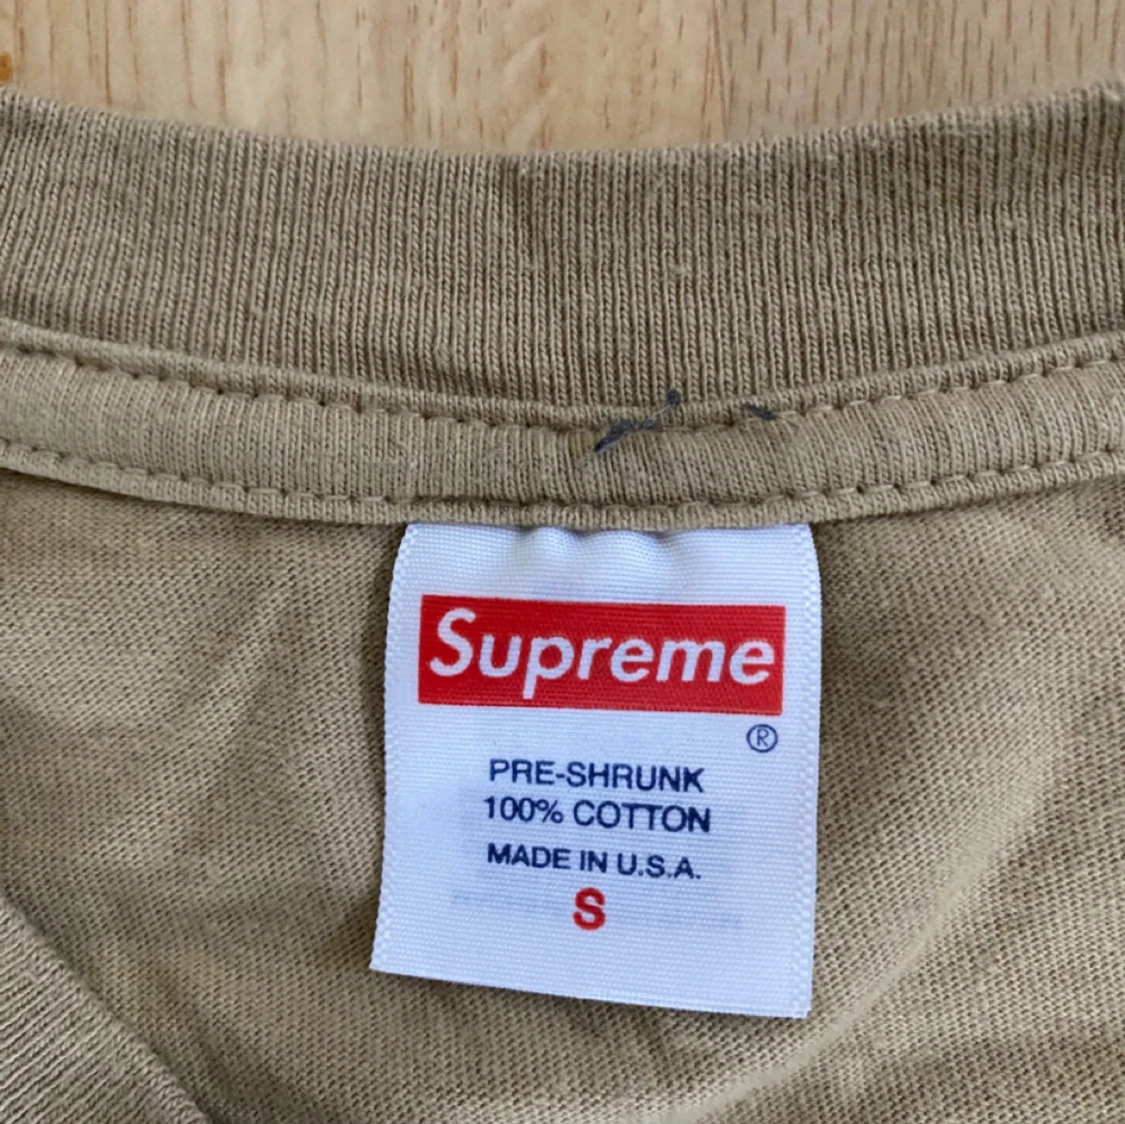 Supreme
®
PRE-SHRUNK
100% COTTON
MADE IN U.S.A.
S